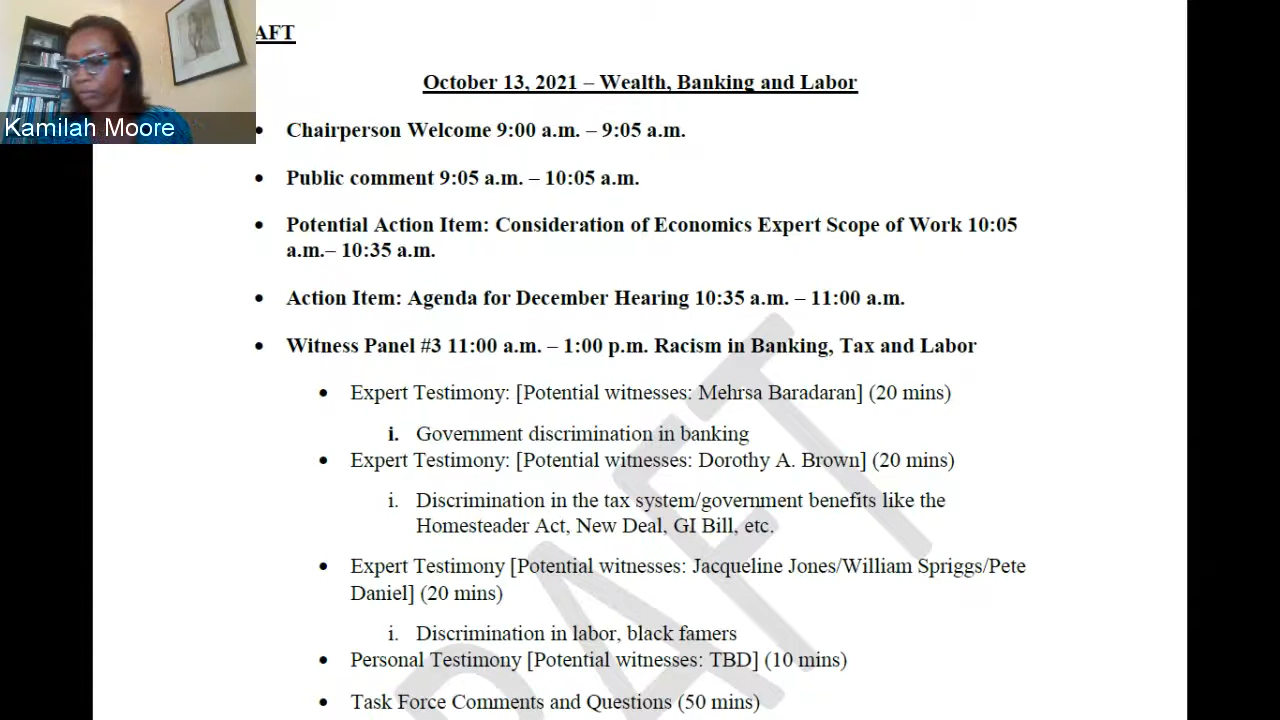 AFT
October 13, 2021 – Wealth, Banking and Labor
Kamilah Moore
• Chairperson Welcome 9:00 a.m. – 9:05 a.m.
• Public comment 9:05 a.m. – 10:05 a.m.
• Potential Action Item: Consideration of Economics Expert Scope of Work 10:05
a.m.– 10:35 a.m.
• Action Item: Agenda for December Hearing 10:35 a.m. – 11:00 a.m.
• Witness Panel #3 11:00 a.m. – 1:00 p.m. Racism in Banking, Tax and Labor
• Expert Testimony: [Potential witnesses: Mehrsa Baradaran] (20 mins)
i. Government discrimination in banking
• Expert Testimony: [Potential witnesses: Dorothy A. Brown] (20 mins)
i. Discrimination in the tax system/government benefits like the
Homesteader Act, New Deal, GI Bill, etc.
• Expert Testimony [Potential witnesses: Jacqueline Jones/William Spriggs/Pete
Daniel] (20 mins)
i. Discrimination in labor, black famers
• Personal Testimony [Potential witnesses: TBD] (10 mins)
• Task Force Comments and Questions (50 mins)
DRAFT